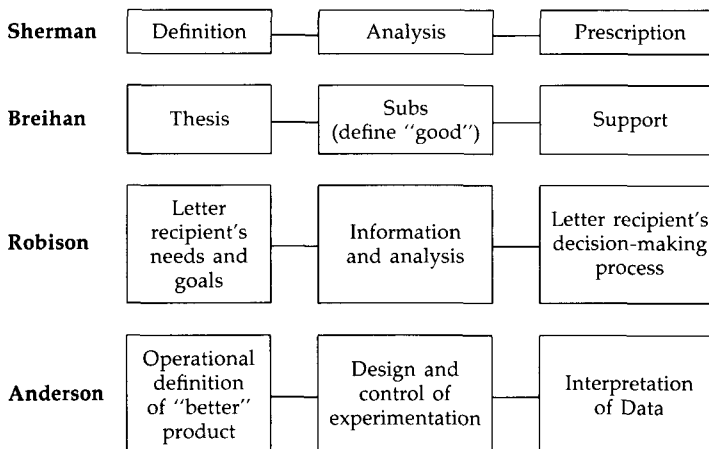 Sherman
Definition
Analysis
Prescription
Breihan
Thesis
Subs
(define "good")
Support
Robison
Letter
recipient's
needs and
goals
Information
and analysis
Letter recipient's
decision-making
process
Anderson
Operational
definition
of "better"
product
Design and
control of
experimentation
Interpretation
of Data